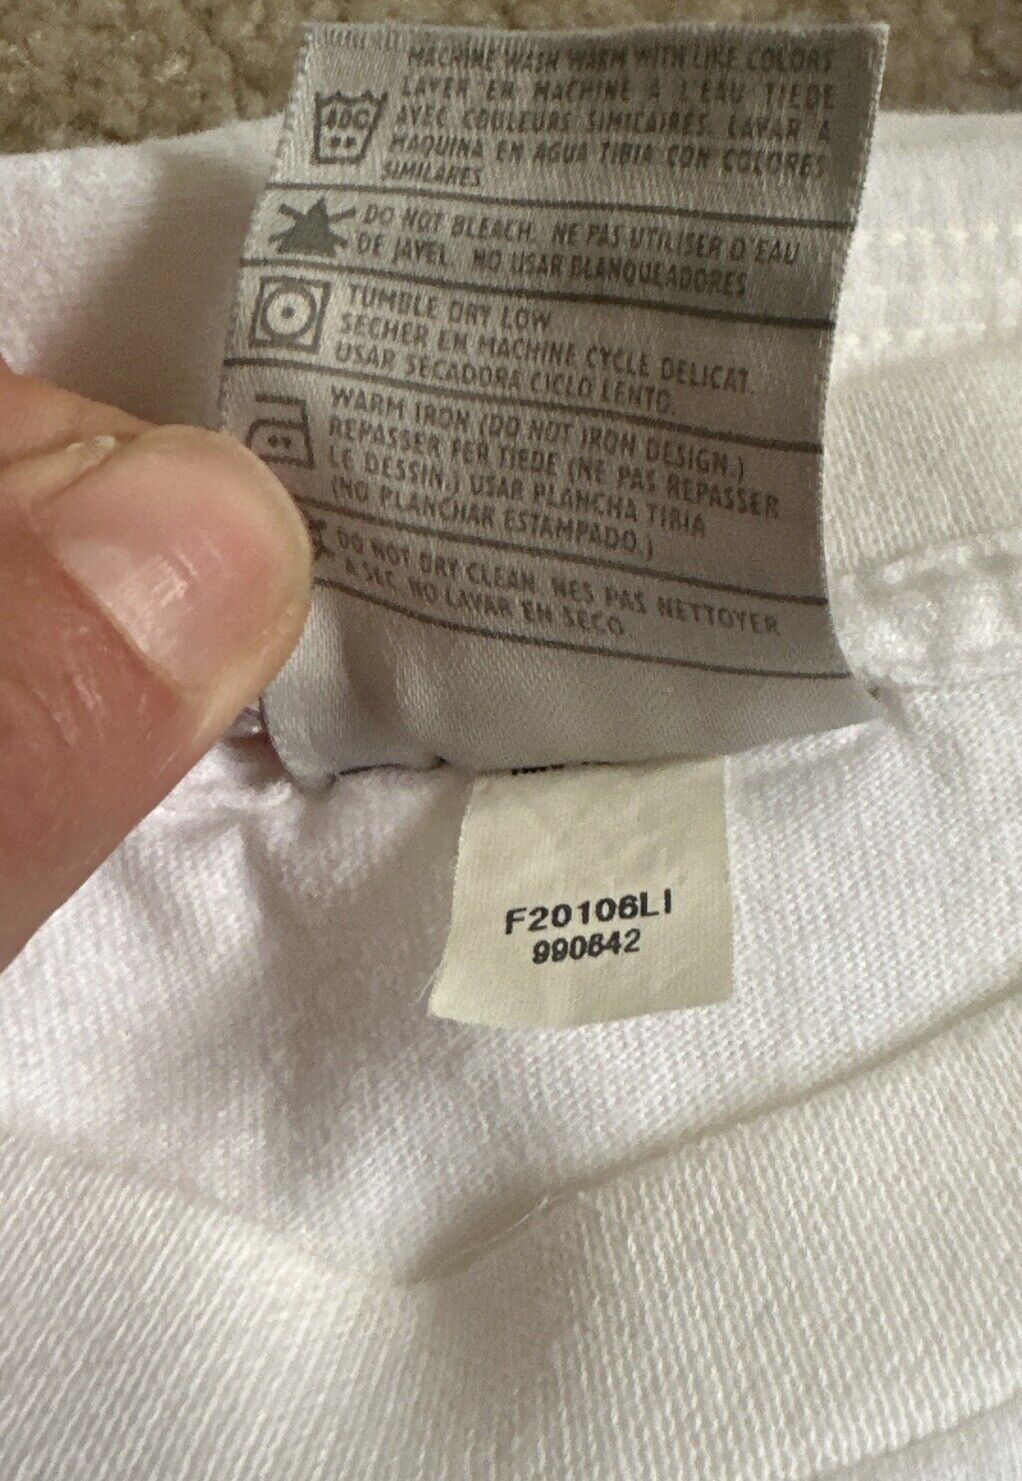 MACHINE WASH WARM WITH LIKE COLORS
LAVER EN MACHINE A L'EAU TIEDE
40C AVEC COULEURS SIMILAIRES. LAVAR A
MAQUINA EN AGUA TIBIA CON COLORES
SIMILARES
DO NOT BLEACH. NE PAS UTILISER D'EAU
DE JAVEL. NO USAR BLANQUEADORES
TUMBLE DRY LOW
SECHER EN MACHINE CYCLE DELICAT.
USAR SECADORA CICLO LENTO.
WARM IRON (DO NOT IRON DESIGN.)
REPASSER FER TIEDE (NE PAS REPASSER
LE DESSIN.) USAR PLANCHA TIBIA
(NO PLANCHAR ESTAMPADO.)
DO NOT DRY CLEAN. NES PAS NETTOYER
A SEC. NO LAVAR EN SECO.
F20106LI
990642